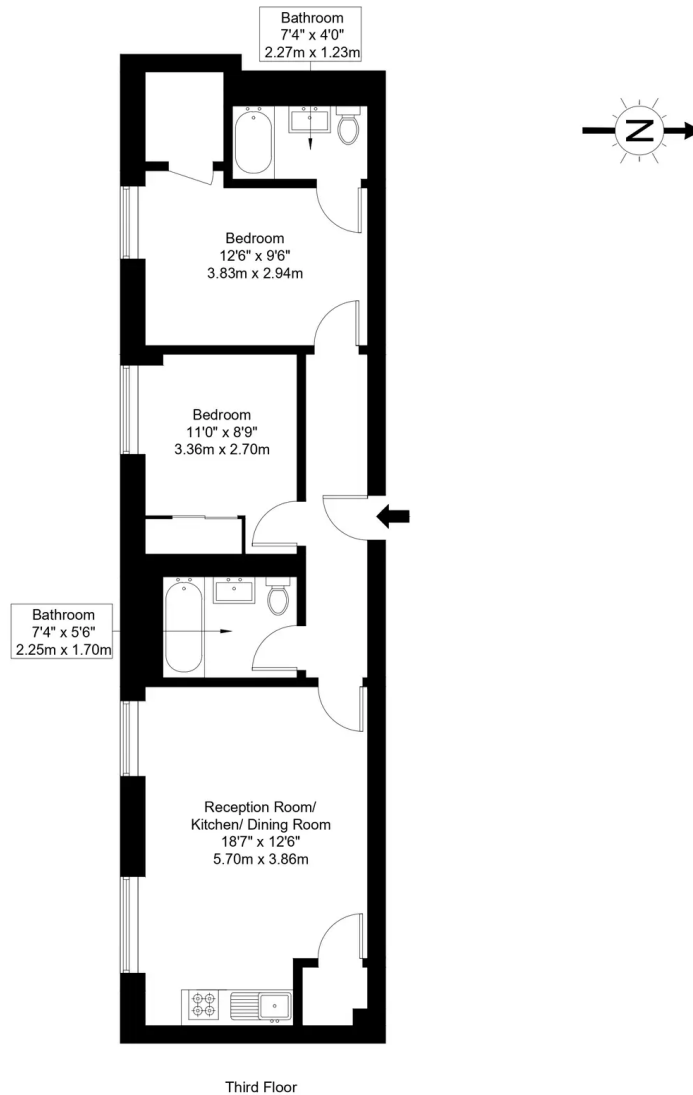 Bathroom
7'4" x 4'0"
2.27m x 1.23m
N
Bedroom
12'6" x 9'6"
3.83m x 2.94m
Bedroom
11'0" x 8'9"
3.36m x 2.70m
Bathroom
7'4" x 5'6"
2.25m x 1.70m
Reception Room/
Kitchen/ Dining Room
18'7" x 12'6"
5.70m x 3.86m
Third Floor